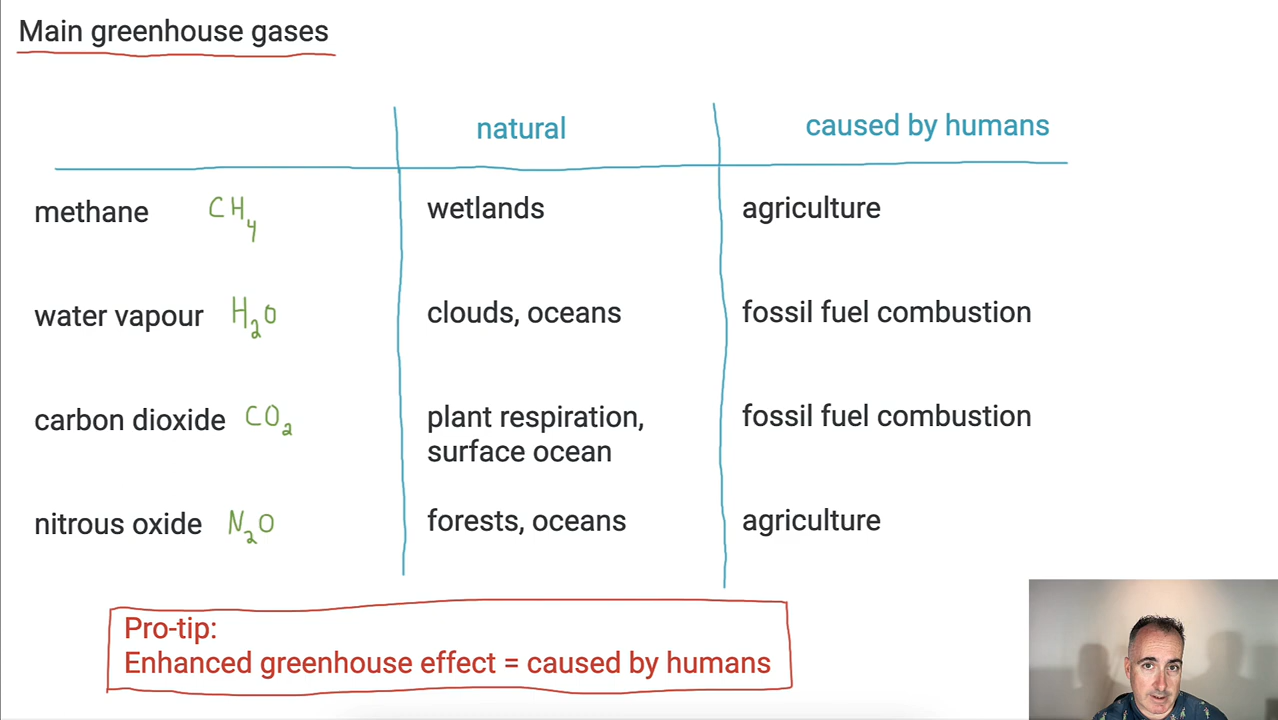 Main greenhouse gases
natural
caused by humans
methane CH4 wetlands agriculture
water vapour H2O clouds, oceans fossil fuel combustion
carbon dioxide CO2 plant respiration, fossil fuel combustion
surface ocean
nitrous oxide N2O forests, oceans agriculture
Pro-tip:
Enhanced greenhouse effect = caused by humans